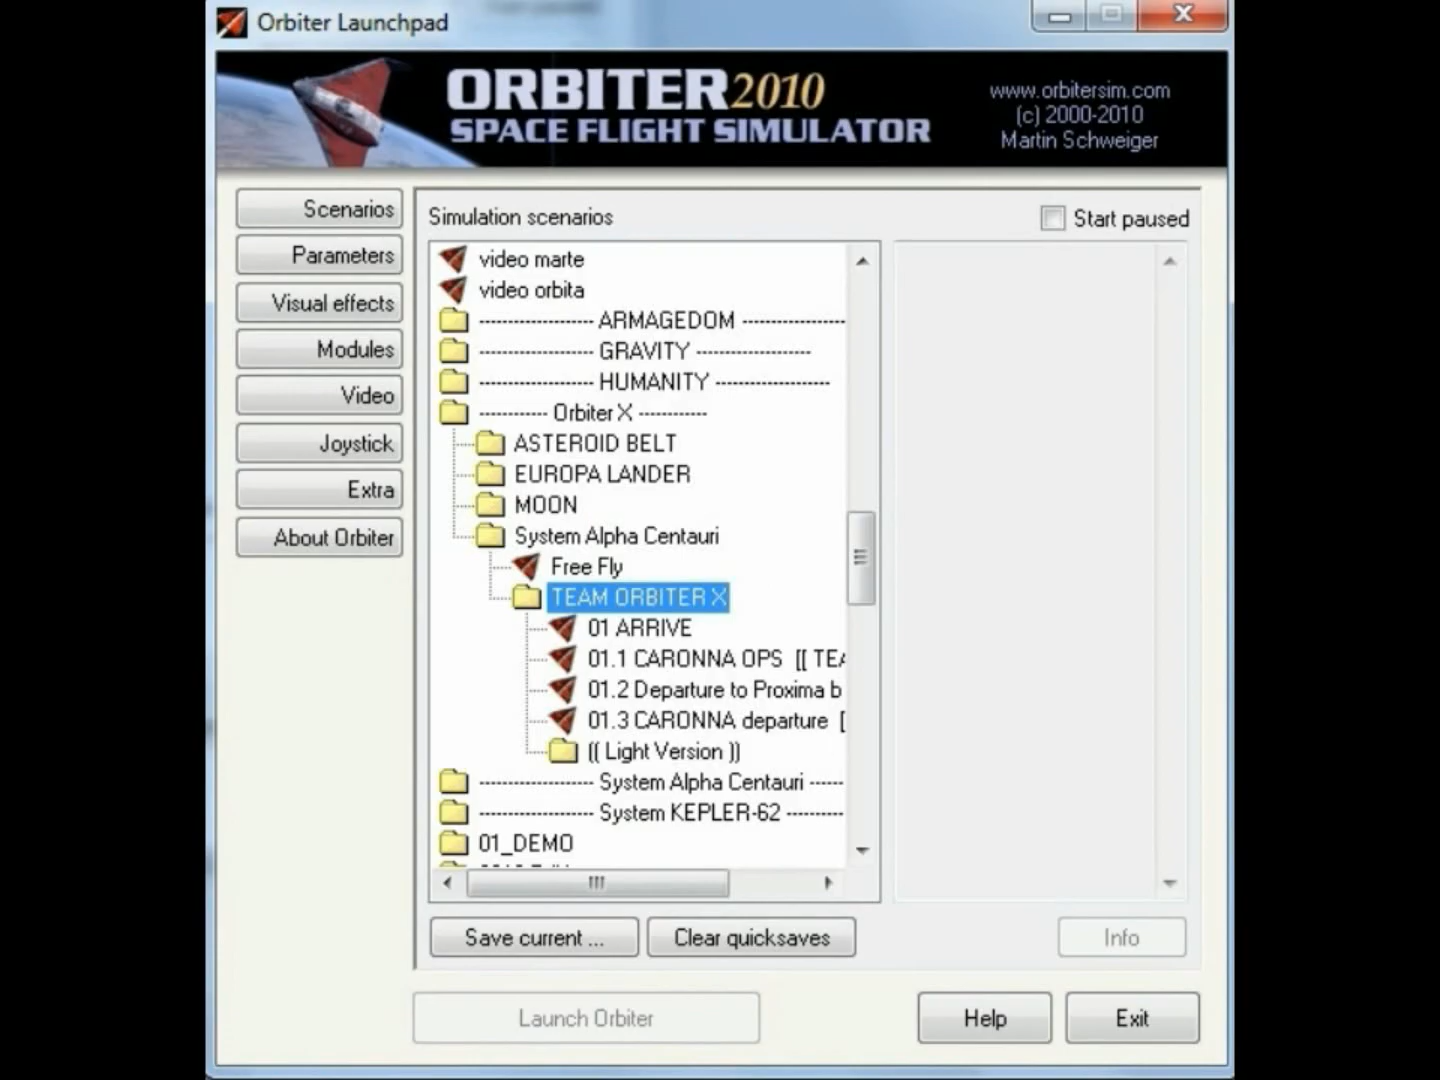 Orbiter Launchpad
ORBITER 2010
SPACE FLIGHT SIMULATOR
www.orbitersim.com
(c) 2000-2010
Martin Schweiger
Scenarios
Parameters
Visual effects
Modules
Video
Joystick
Extra
About Orbiter
Simulation scenarios
Start paused
video marte
video orbita
------------------- ARMAGEDOM -----------------
------------------- GRAVITY -------------------
------------------- HUMANITY -------------------
----------- Orbiter X -----------
ASTEROID BELT
EUROPA LANDER
MOON
System Alpha Centauri
Free Fly
TEAM ORBITER X
01 ARRIVE
01.1 CARONNA OPS [[ TEA
01.2 Departure to Proxima b
01.3 CARONNA departure [
(( Light Version ))
------------------- System Alpha Centauri ------
------------------- System KEPLER-62 ----------
01_DEMO
Save current ...
Clear quicksaves
Info
Launch Orbiter
Help
Exit